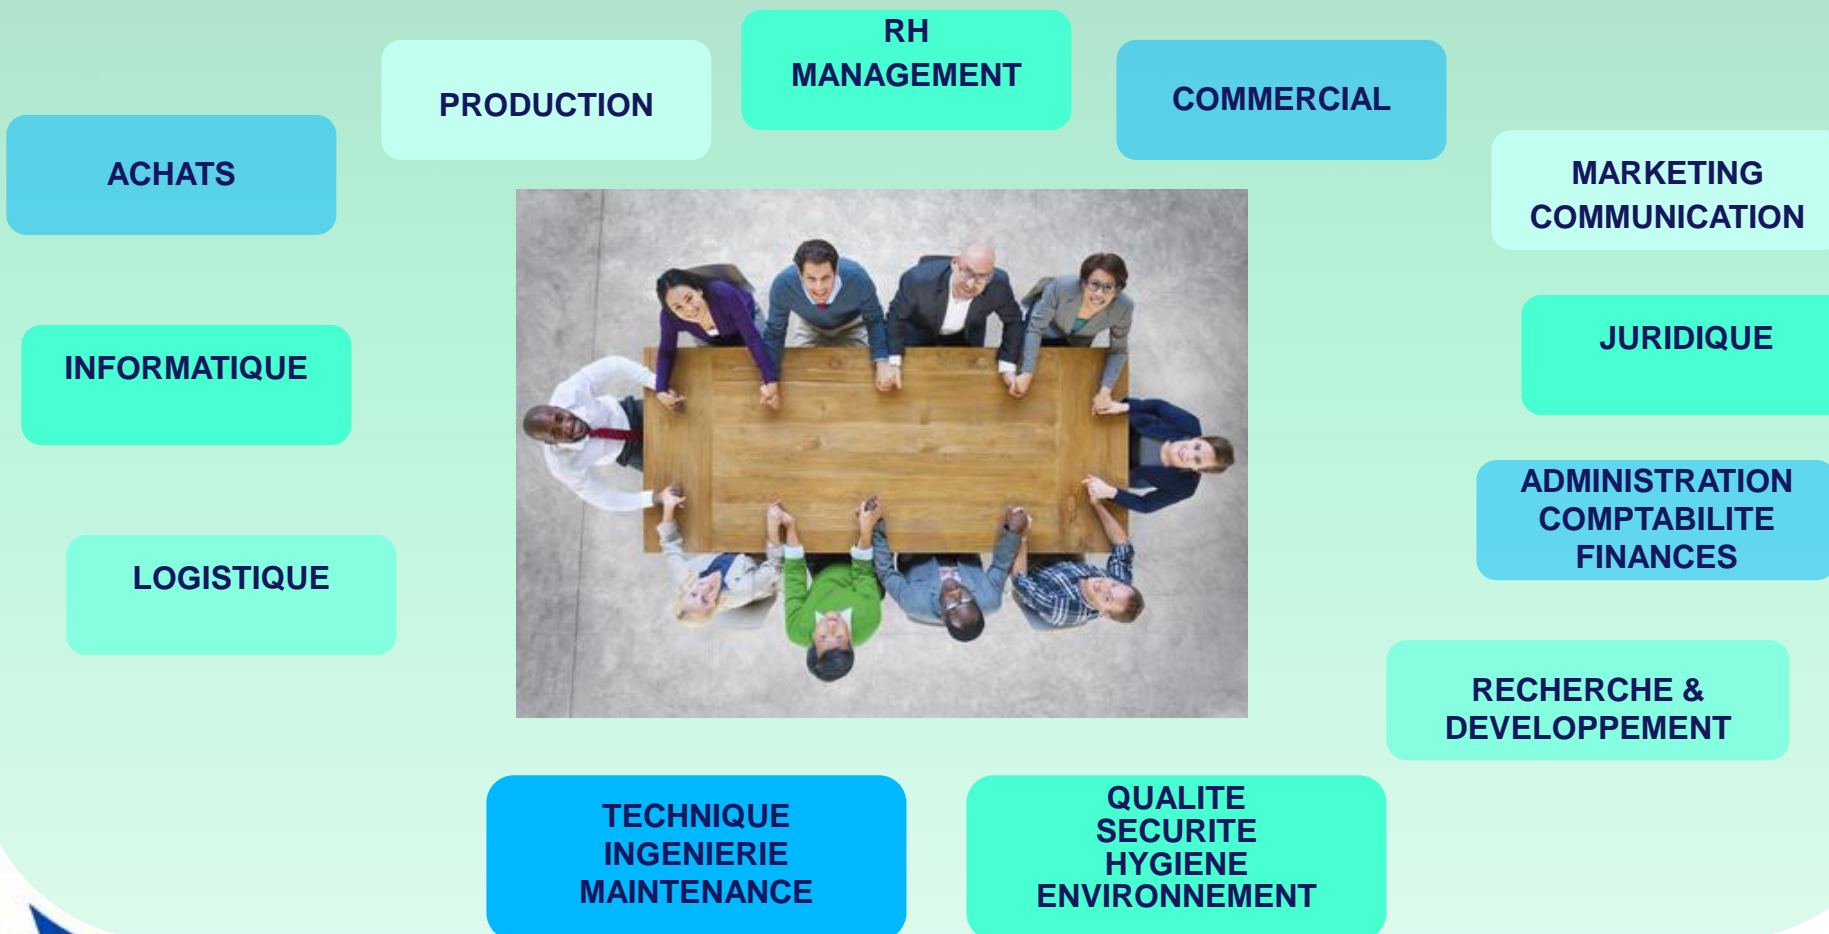 RH
MANAGEMENT
PRODUCTION
COMMERCIAL
ACHATS
MARKETING
COMMUNICATION
INFORMATIQUE
JURIDIQUE
ADMINISTRATION
COMPTABILITE
FINANCES
LOGISTIQUE
RECHERCHE &
DEVELOPPEMENT
TECHNIQUE
INGENIERIE
MAINTENANCE
QUALITE
SECURITE
HYGIENE
ENVIRONNEMENT